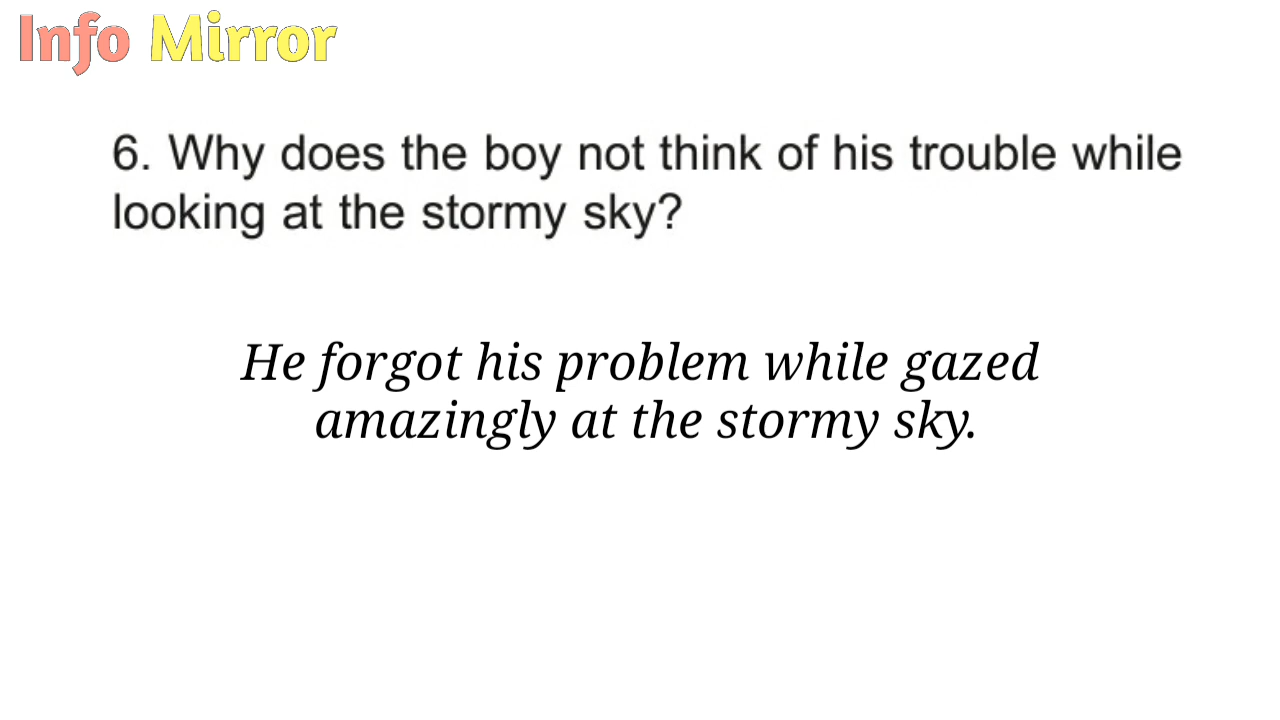 Info Mirror
6. Why does the boy not think of his trouble while
looking at the stormy sky?
He forgot his problem while gazed
amazingly at the stormy sky.